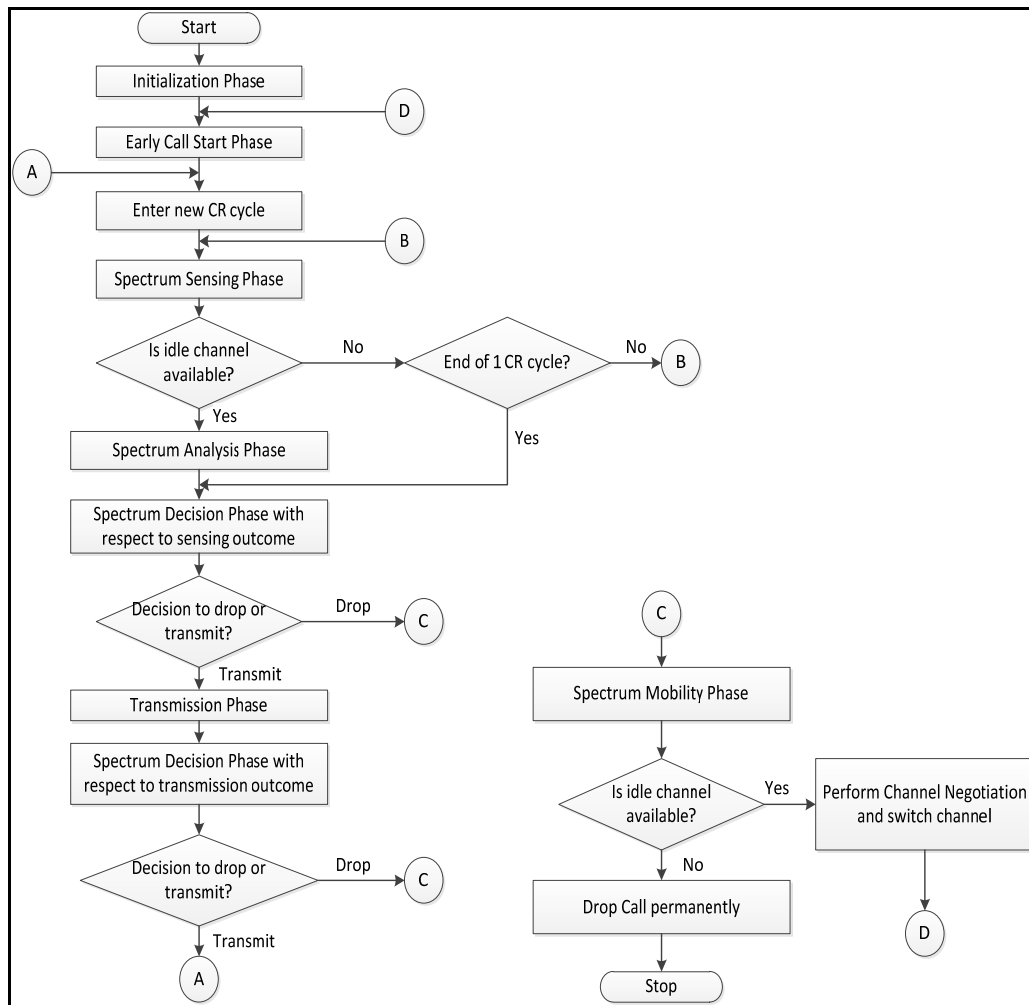 Start
Initialization Phase
D
Early Call Start Phase
A
Enter new CR cycle
B
Spectrum Sensing Phase
Is idle channel
available?
No
End of 1 CR cycle?
No
B
Yes
Yes
Spectrum Analysis Phase
Spectrum Decision Phase with
respect to sensing outcome
Decision to drop or
transmit?
Drop
C
Transmit
Transmission Phase
Spectrum Decision Phase with
respect to transmission outcome
Decision to drop or
transmit?
Drop
C
Transmit
A
C
Spectrum Mobility Phase
Is idle channel
available?
Yes
Perform Channel Negotiation
and switch channel
No
Drop Call permanently
D
Stop